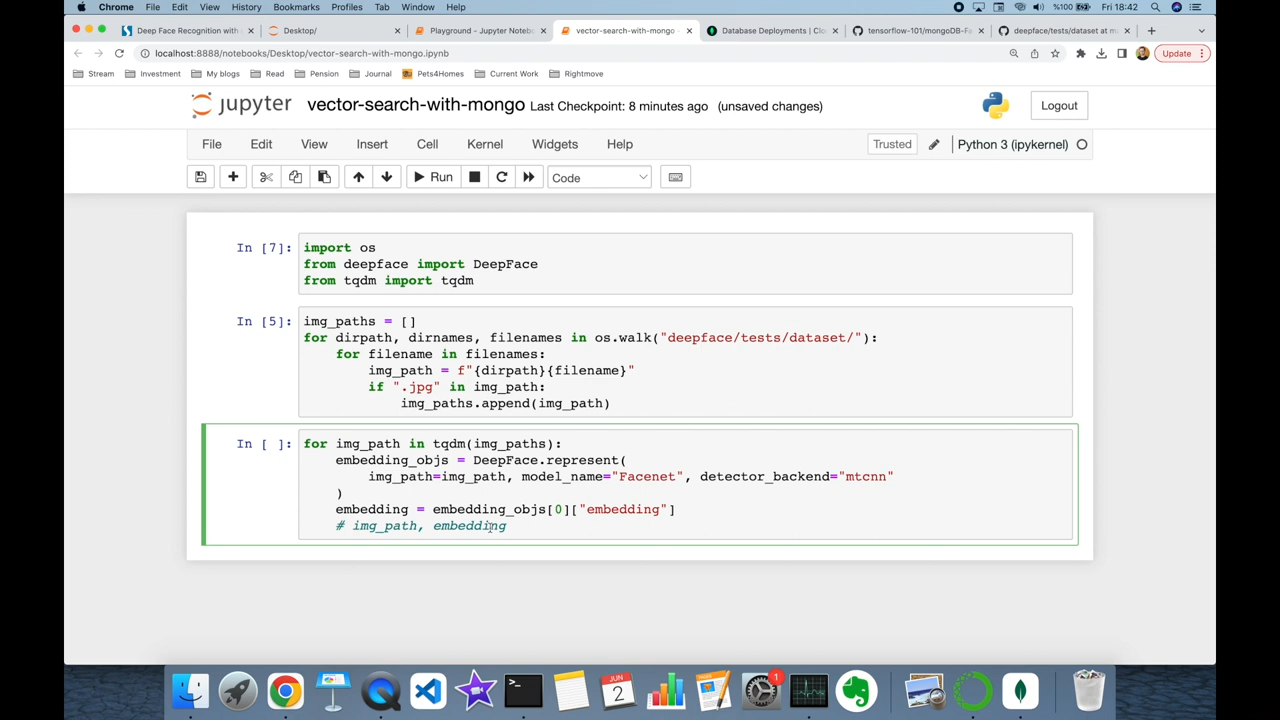 Chrome File Edit View History Bookmarks Profiles Tab Window Help %100 Fri 18:42
Deep Face Recognition with Desktop/ Playground - Jupyter Notebo vector-search-with-mongo - Database Deployments | Clo tensorflow-101/mongoDB-Fa deepface/tests/dataset at m
localhost:8888/notebooks/Desktop/vector-search-with-mongo.ipynb Update
Stream Investment My blogs Read Pension Journal Pets4Homes Current Work Rightmove
jupyter vector-search-with-mongo Last Checkpoint: 8 minutes ago (unsaved changes) Logout
File Edit View Insert Cell Kernel Widgets Help Trusted Python 3 (ipykernel)
Run Code
In [7]: import os
from deepface import DeepFace
from tqdm import tqdm
In [5]: img_paths = []
for dirpath, dirnames, filenames in os.walk("deepface/tests/dataset/"):
for filename in filenames:
img_path = f"{dirpath}{filename}"
if ".jpg" in img_path:
img_paths.append(img_path)
In [ ]: for img_path in tqdm(img_paths):
embedding_objs = DeepFace.represent(
img_path=img_path, model_name="Facenet", detector_backend="mtcnn"
)
embedding = embedding_objs[0]["embedding"]
# img_path, embedding
JUN
2
1